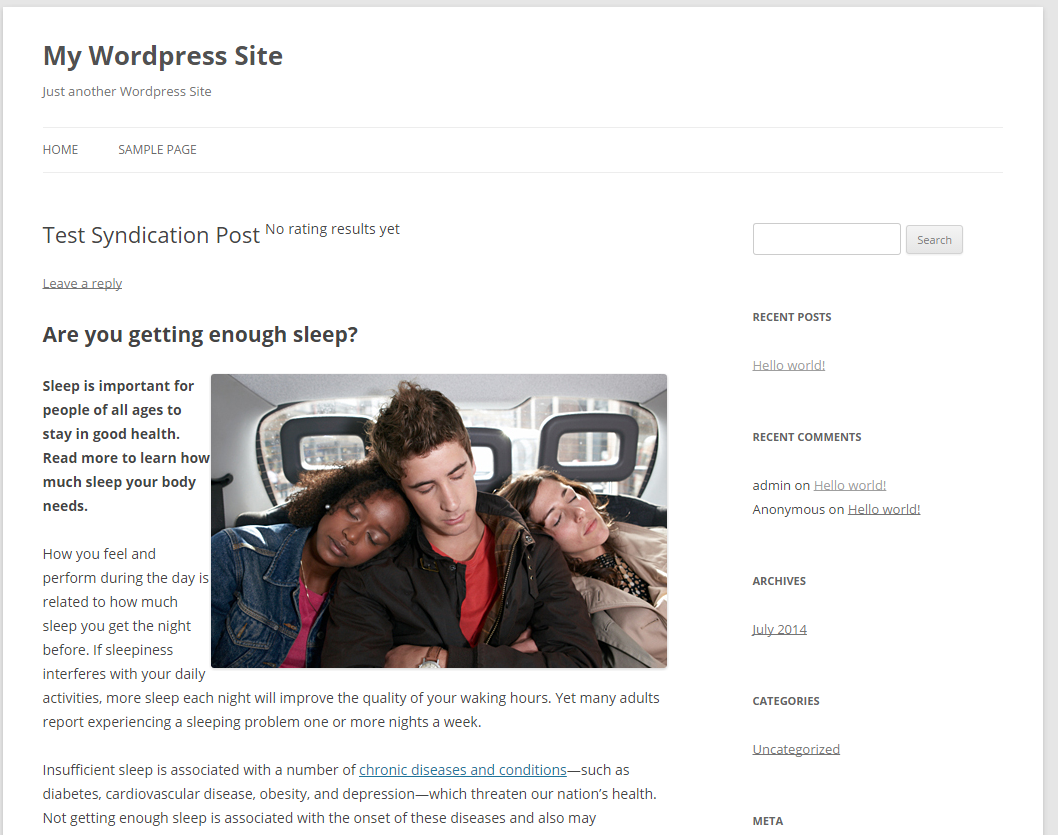 My Wordpress Site
Just another Wordpress Site
HOME SAMPLE PAGE
Test Syndication Post No rating results yet
Leave a reply
Are you getting enough sleep?
Sleep is important for
people of all ages to
stay in good health.
Read more to learn how
much sleep your body
needs.
How you feel and
perform during the day is
related to how much
sleep you get the night
before. If sleepiness
interferes with your daily
activities, more sleep each night will improve the quality of your waking hours. Yet many adults
report experiencing a sleeping problem one or more nights a week.
Insufficient sleep is associated with a number of chronic diseases and conditions—such as
diabetes, cardiovascular disease, obesity, and depression—which threaten our nation’s health.
Not getting enough sleep is associated with the onset of these diseases and also may
Search
RECENT POSTS
Hello world!
RECENT COMMENTS
admin on Hello world!
Anonymous on Hello world!
ARCHIVES
July 2014
CATEGORIES
Uncategorized
META